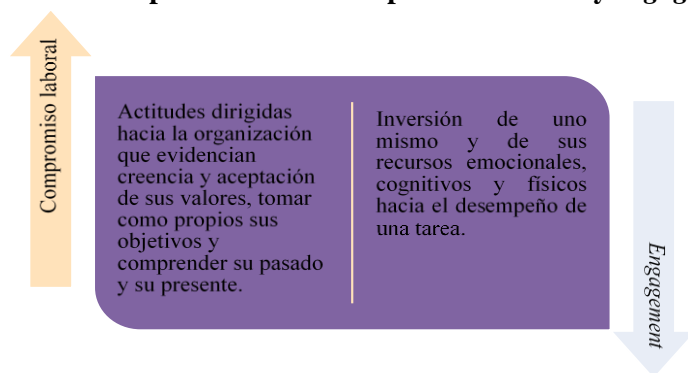 Compromiso laboral
Actitudes dirigidas
hacia la organización
que evidencian
creencia y aceptación
de sus valores, tomar
como propios sus
objetivos y
comprender su pasado
y su presente.
Inversión de uno
mismo y de sus
recursos emocionales,
cognitivos y físicos
hacia el desempeño de
una tarea.
Engagement